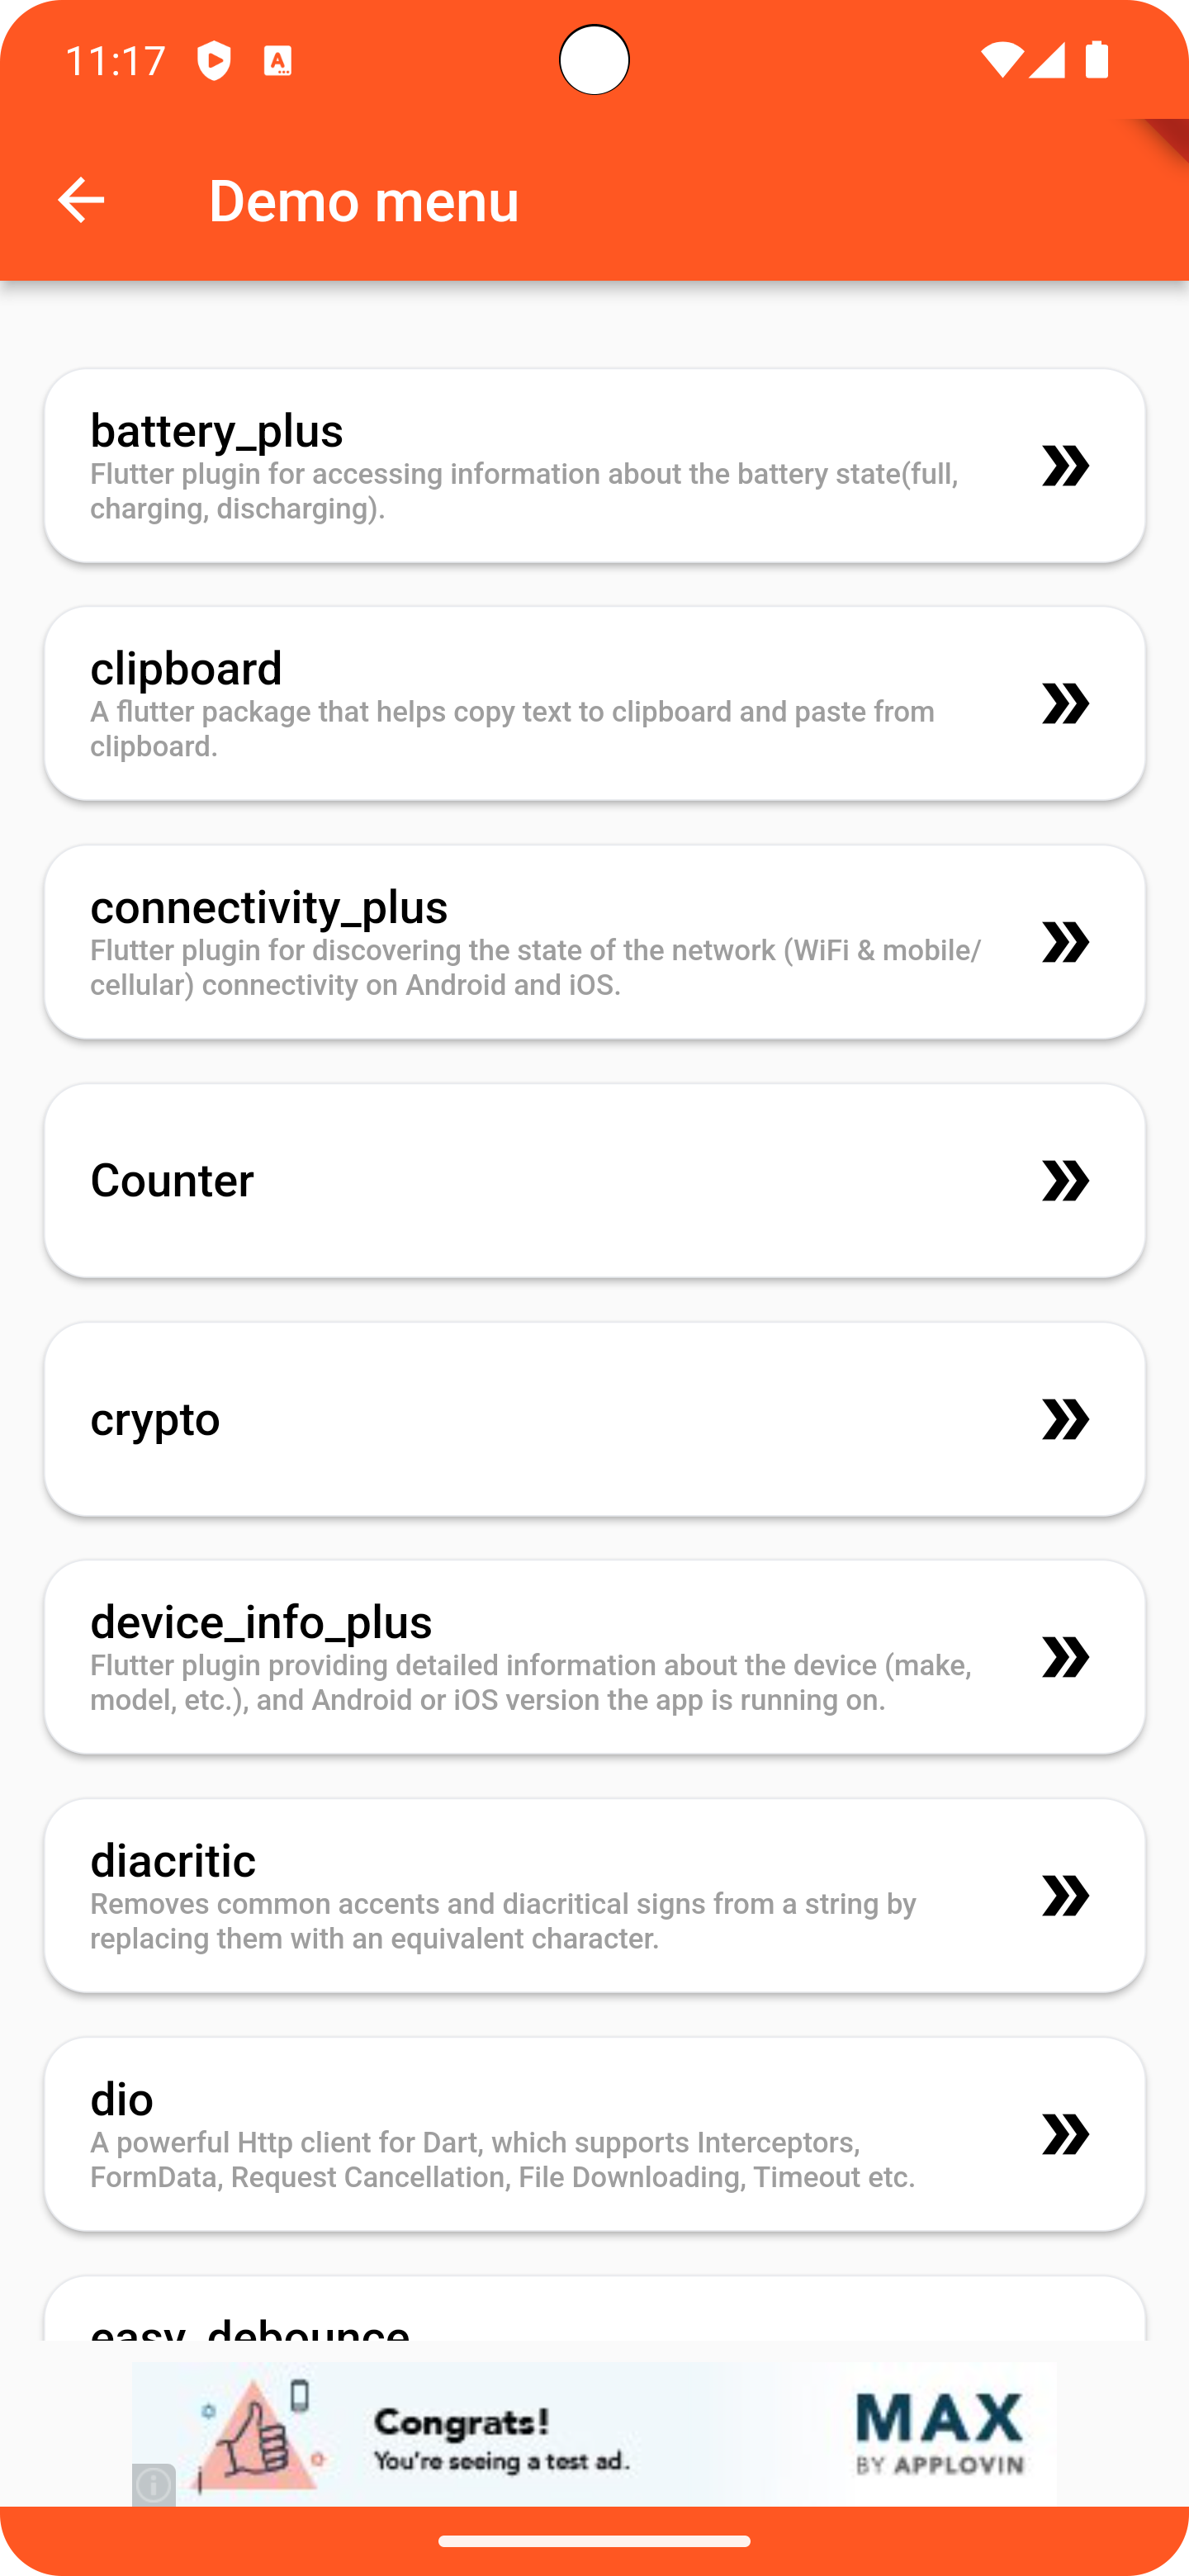 11:17
Demo menu
battery_plus
Flutter plugin for accessing information about the battery state(full,
charging, discharging).
clipboard
A flutter package that helps copy text to clipboard and paste from
clipboard.
connectivity_plus
Flutter plugin for discovering the state of the network (WiFi & mobile/
cellular) connectivity on Android and iOS.
Counter
crypto
device_info_plus
Flutter plugin providing detailed information about the device (make,
model, etc.), and Android or iOS version the app is running on.
diacritic
Removes common accents and diacritical signs from a string by
replacing them with an equivalent character.
dio
A powerful Http client for Dart, which supports Interceptors,
FormData, Request Cancellation, File Downloading, Timeout etc.
easy_debounce
Congrats!
You're seeing a test ad.
MAX
BY APPLOVIN